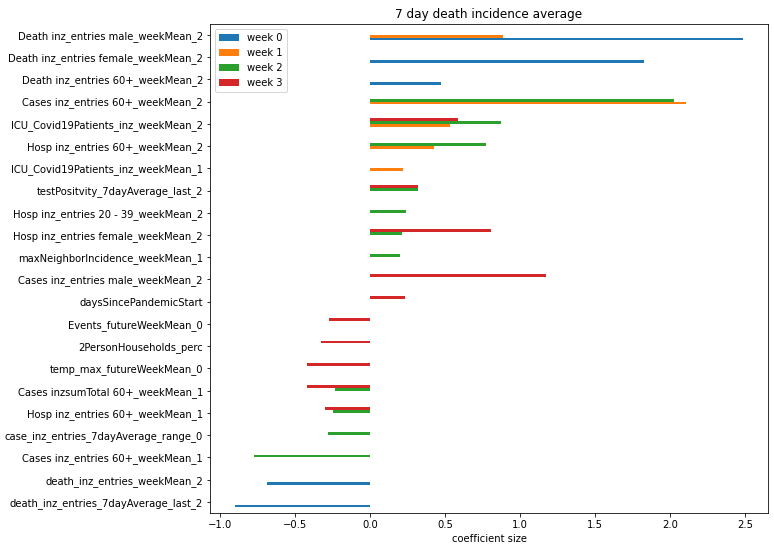 7 day death incidence average
week 0
week 1
week 2
week 3
Death inz_entries male_weekMean_2
Death inz_entries female_weekMean_2
Death inz_entries 60+_weekMean_2
Cases inz_entries 60+_weekMean_2
ICU_Covid19Patients_inz_weekMean_2
Hosp inz_entries 60+_weekMean_2
ICU_Covid19Patients_inz_weekMean_1
testPositvity_7dayAverage_last_2
Hosp inz_entries 20 - 39_weekMean_2
Hosp inz_entries female_weekMean_2
maxNeighborIncidence_weekMean_1
Cases inz_entries male_weekMean_2
daysSincePandemicStart
Events_futureWeekMean_0
2PersonHouseholds_perc
temp_max_futureWeekMean_0
Cases inzsumTotal 60+_weekMean_1
Hosp inz_entries 60+_weekMean_1
case_inz_entries_7dayAverage_range_0
Cases inz_entries 60+_weekMean_1
death_inz_entries_weekMean_2
death_inz_entries_7dayAverage_last_2
−1.0 −0.5 0.0 0.5 1.0 1.5 2.0 2.5
coefficient size